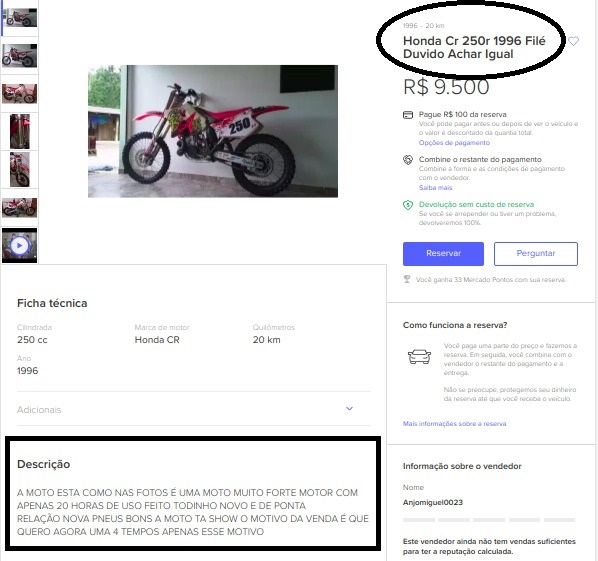 1996 - 20 km
Honda Cr 250r 1996 Filé
Duvido Achar Igual
R$ 9.500
Pague R$ 100 da reserva
Você pode pagar antes ou depois de ver o veículo e
o valor é descontado da quantia total.
Opções de pagamento
Combine o restante do pagamento
Combine a forma e as condições de pagamento
com o vendedor.
Saiba mais
Devolução sem custo de reserva
Se você se arrepender ou tiver um problema,
devolveremos 100%.
Reservar
Perguntar
Você ganha 33 Mercado Pontos com sua reserva.
250
Ficha técnica
Cilindrada
Marca de motor
Quilômetros
250 cc
Honda CR
20 km
Ano
1996
Adicionais
Descrição
A MOTO ESTA COMO NAS FOTOS É UMA MOTO MUITO FORTE MOTOR COM
APENAS 20 HORAS DE USO FEITO TODINHO NOVO E DE PONTA
RELAÇÃO NOVA PNEUS BONS A MOTO TA SHOW O MOTIVO DA VENDA É QUE
QUERO AGORA UMA 4 TEMPOS APENAS ESSE MOTIVO
Como funciona a reserva?
Você paga uma parte do preço e fazemos a
reserva. Em seguida, você combina com o
vendedor o restante do pagamento e a
entrega.
Não se preocupe, protegemos seu dinheiro
da reserva até que você receba o veículo.
Mais informações sobre a reserva
Informação sobre o vendedor
Nome
Anjomiguel0023
Este vendedor ainda não tem vendas suficientes
para ter a reputação calculada.